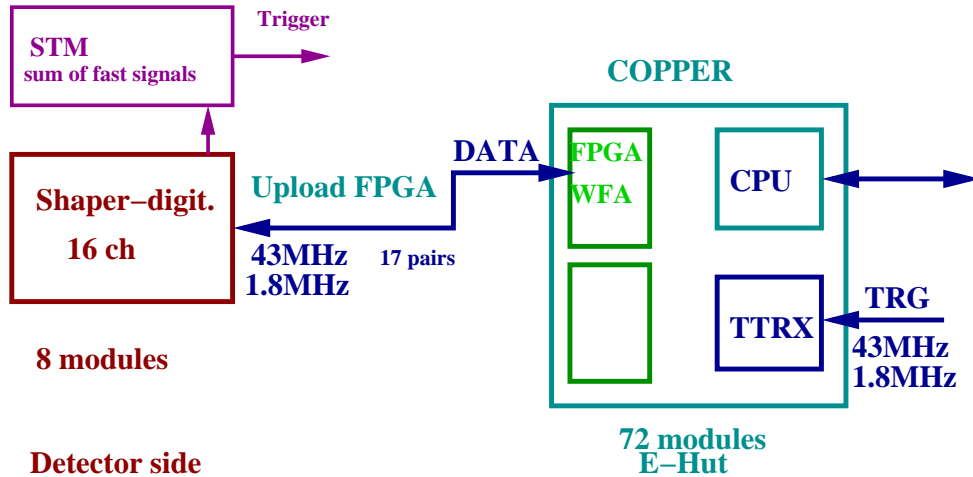 Trigger
STM
sum of fast signals
COPPER
DATA
FPGA
WFA
CPU
Upload FPGA
Shaper−digit.
16 ch
43MHz
1.8MHz
17 pairs
TTRX
TRG
43MHz
1.8MHz
8 modules
72 modules
E−Hut
Detector side